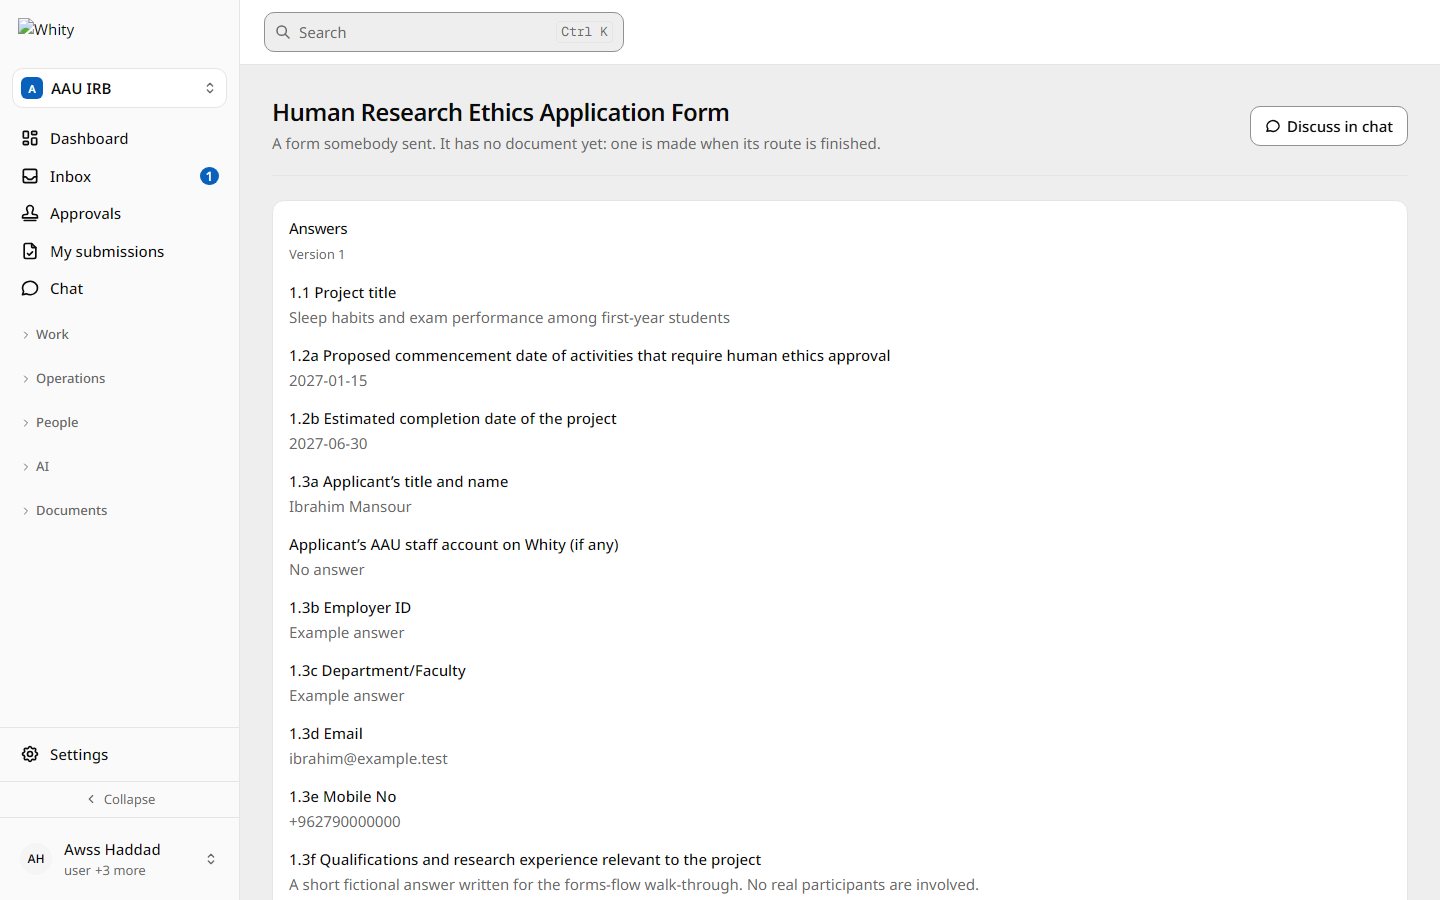 Whity
A
AAU IRB
Dashboard
Inbox
1
Approvals
My submissions
Chat
Work
Operations
People
AI
Documents
Settings
Collapse
AH
Awss Haddad
user +3 more
Search
Ctrl K
Human Research Ethics Application Form
A form somebody sent. It has no document yet: one is made when its route is finished.
Discuss in chat
Answers
Version 1
1.1 Project title
Sleep habits and exam performance among first-year students
1.2a Proposed commencement date of activities that require human ethics approval
2027-01-15
1.2b Estimated completion date of the project
2027-06-30
1.3a Applicant’s title and name
Ibrahim Mansour
Applicant’s AAU staff account on Whity (if any)
No answer
1.3b Employer ID
Example answer
1.3c Department/Faculty
Example answer
1.3d Email
ibrahim@example.test
1.3e Mobile No
+962790000000
1.3f Qualifications and research experience relevant to the project
A short fictional answer written for the forms-flow walk-through. No real participants are involved.